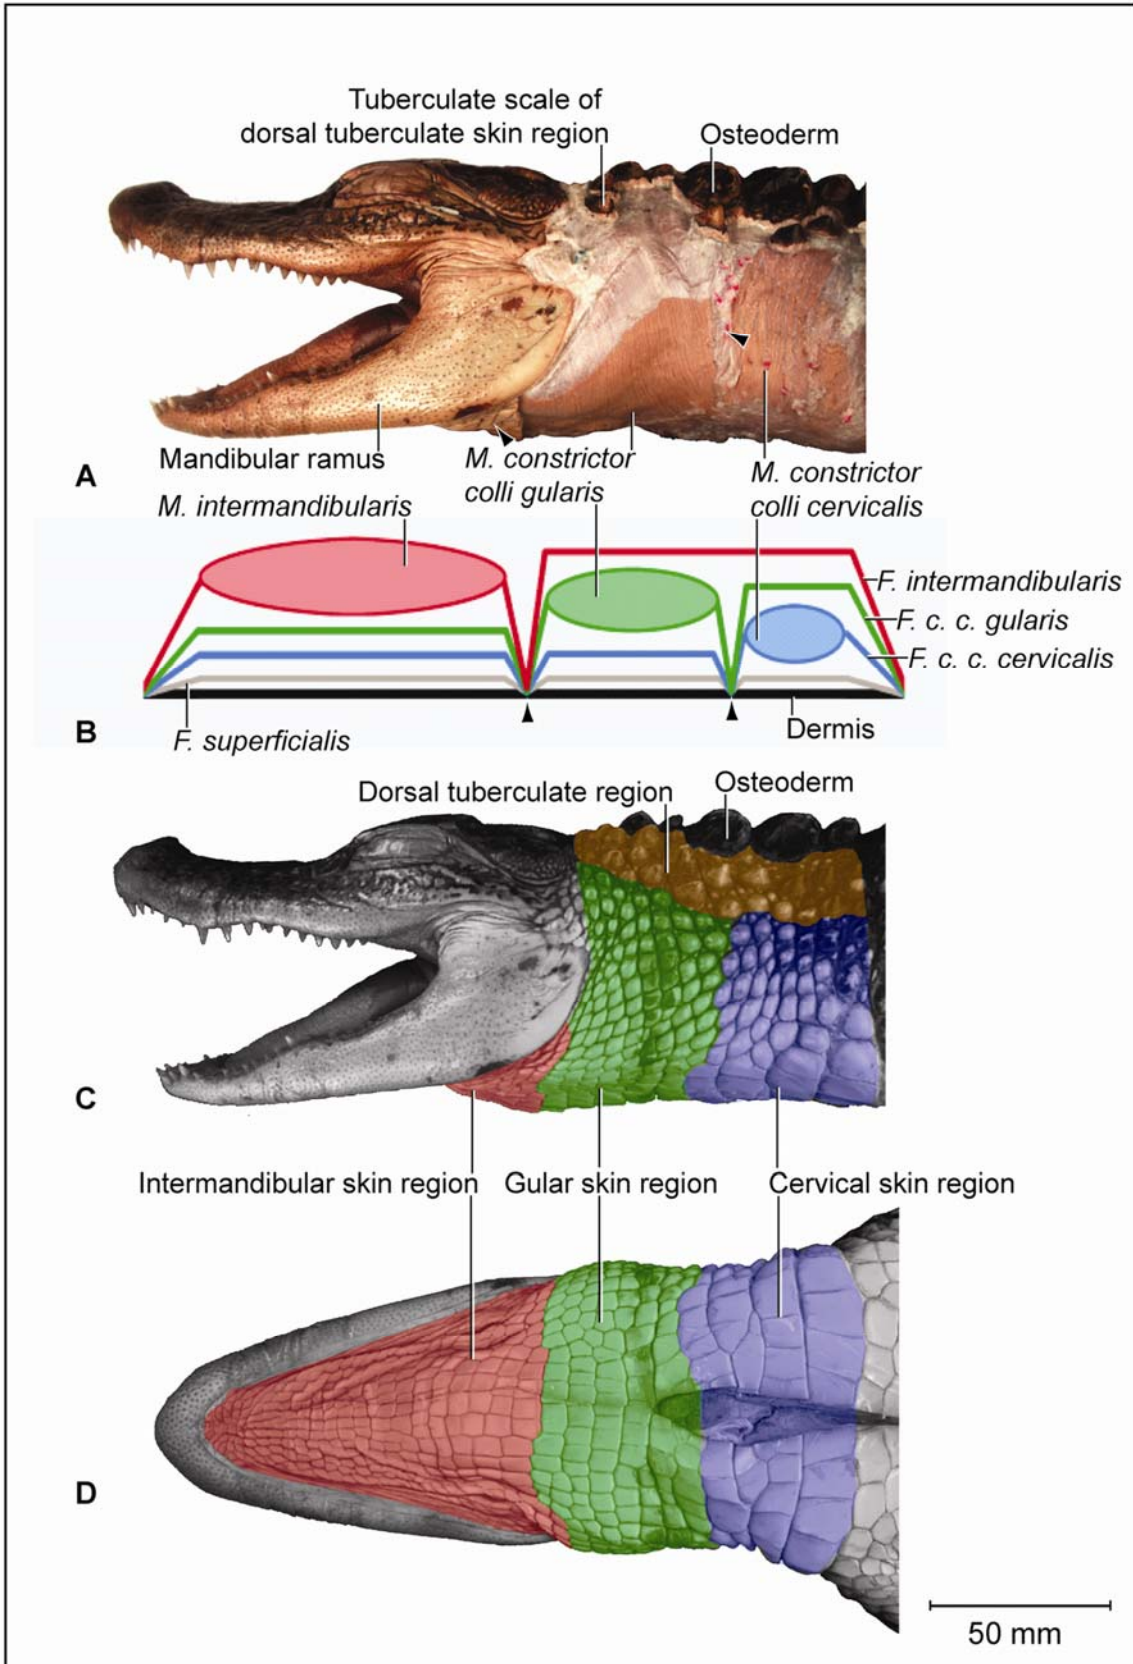 Tuberculate scale of
dorsal tuberculate skin region
Osteoderm
Mandibular ramus
M. constrictor
colli gularis
M. constrictor
colli cervicalis
A
M. intermandibularis
F. intermandibularis
F. c. c. gularis
F. c. c. cervicalis
B
F. superficialis
Dermis
Dorsal tuberculate region
Osteoderm
C
Intermandibular skin region
Gular skin region
Cervical skin region
D
50 mm